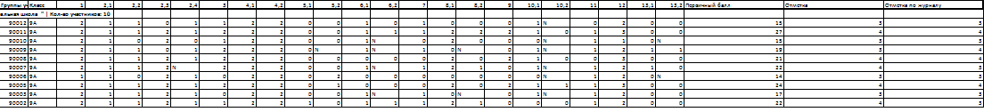 Группы у Класс 1 2,1 2,2 2,3 2,4 3 4,1 4,2 5,1 5,2 6,1 6,2 7 8,1 8,2 9 10,1 10,2 11 12 13,1 13,2 Первичный балл Отметка Отметка по журналу
альная школа " | Кол-во участников: 10
90012 9А 2 1 1 0 1 1 2 2 0 0 1 0 1 0 0 0 1 N 0 2 0 0 15 3 3
90011 9А 2 1 1 2 1 2 2 2 0 0 1 1 1 2 2 2 1 0 1 3 0 0 27 4 4
90010 9А 2 1 0 2 0 1 2 2 0 0 1 N 0 2 0 0 0 N 1 1 0 N 15 3 3
90009 9А 2 1 1 0 1 2 2 2 0 N 1 N 1 0 N 0 1 N 1 2 1 1 19 3 4
90008 9А 2 1 1 2 1 2 2 2 0 0 0 0 0 2 0 2 1 0 0 3 0 0 21 4 4
90007 9А 2 1 1 2 N 2 2 2 0 0 1 N 1 2 0 2 1 N 1 2 1 0 22 4 3
90006 9А 2 1 0 2 1 0 2 2 0 2 0 0 0 0 0 0 0 N 1 2 0 N 14 3 3
90005 9А 2 1 1 2 1 2 2 2 0 1 0 0 0 2 0 2 1 1 1 3 0 0 24 4 4
90003 9А 2 1 1 1 2 0 2 2 2 0 0 1 N 1 0 N 0 1 N 1 2 0 0 17 3 3
90002 9А 2 1 1 2 1 2 2 1 0 1 1 1 1 2 1 0 0 0 1 2 0 0 22 4 3